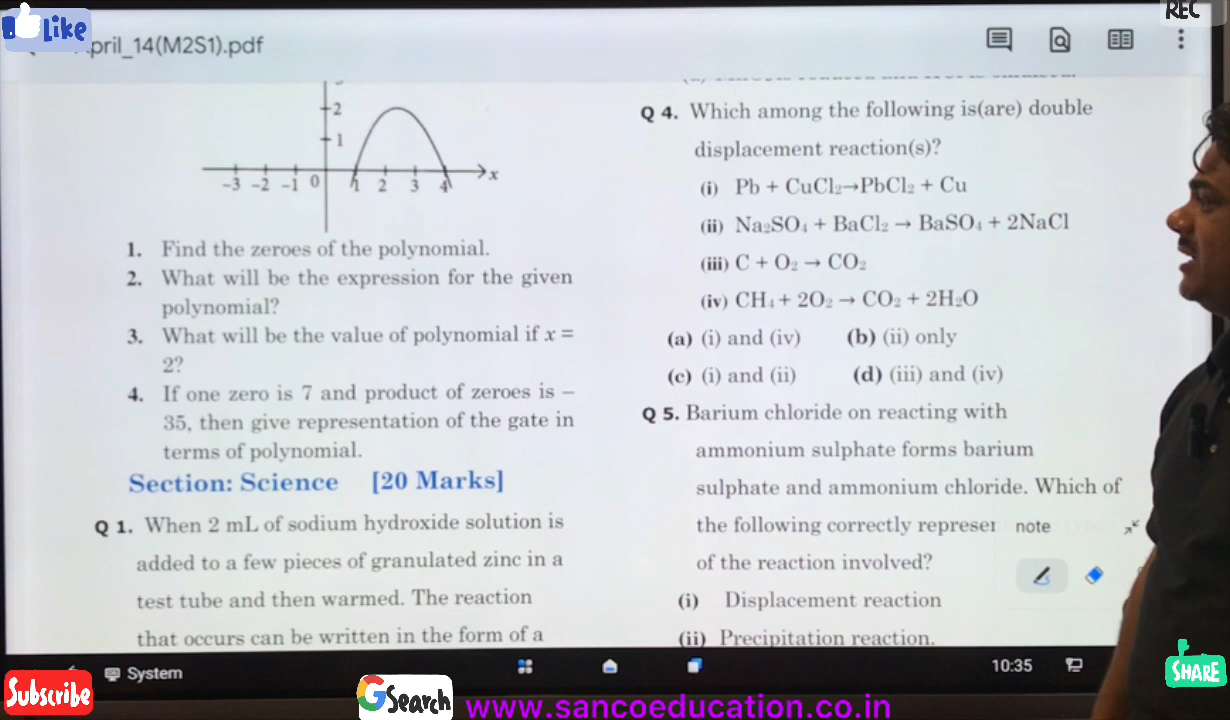 Like
pril_14(M2S1).pdf
REC
2
1
-3 -2 -1 0 1 2 3 4 x
1. Find the zeroes of the polynomial.
2. What will be the expression for the given
polynomial?
3. What will be the value of polynomial if x =
2?
4. If one zero is 7 and product of zeroes is –
35, then give representation of the gate in
terms of polynomial.
Section: Science [20 Marks]
Q 1. When 2 mL of sodium hydroxide solution is
added to a few pieces of granulated zinc in a
test tube and then warmed. The reaction
that occurs can be written in the form of a
Q 4. Which among the following is(are) double
displacement reaction(s)?
(i) Pb + CuCl₂→PbCl₂ + Cu
(ii) Na₂SO₄ + BaCl₂ → BaSO₄ + 2NaCl
(iii) C + O₂ → CO₂
(iv) CH₄ + 2O₂ → CO₂ + 2H₂O
(a) (i) and (iv) (b) (ii) only
(c) (i) and (ii) (d) (iii) and (iv)
Q 5. Barium chloride on reacting with
ammonium sulphate forms barium
sulphate and ammonium chloride. Which of
the following correctly represe
note
of the reaction involved?
(i) Displacement reaction
(ii) Precipitation reaction.
System
10:35
Subscribe
G Search
www.sancoeducation.co.in
SHARE